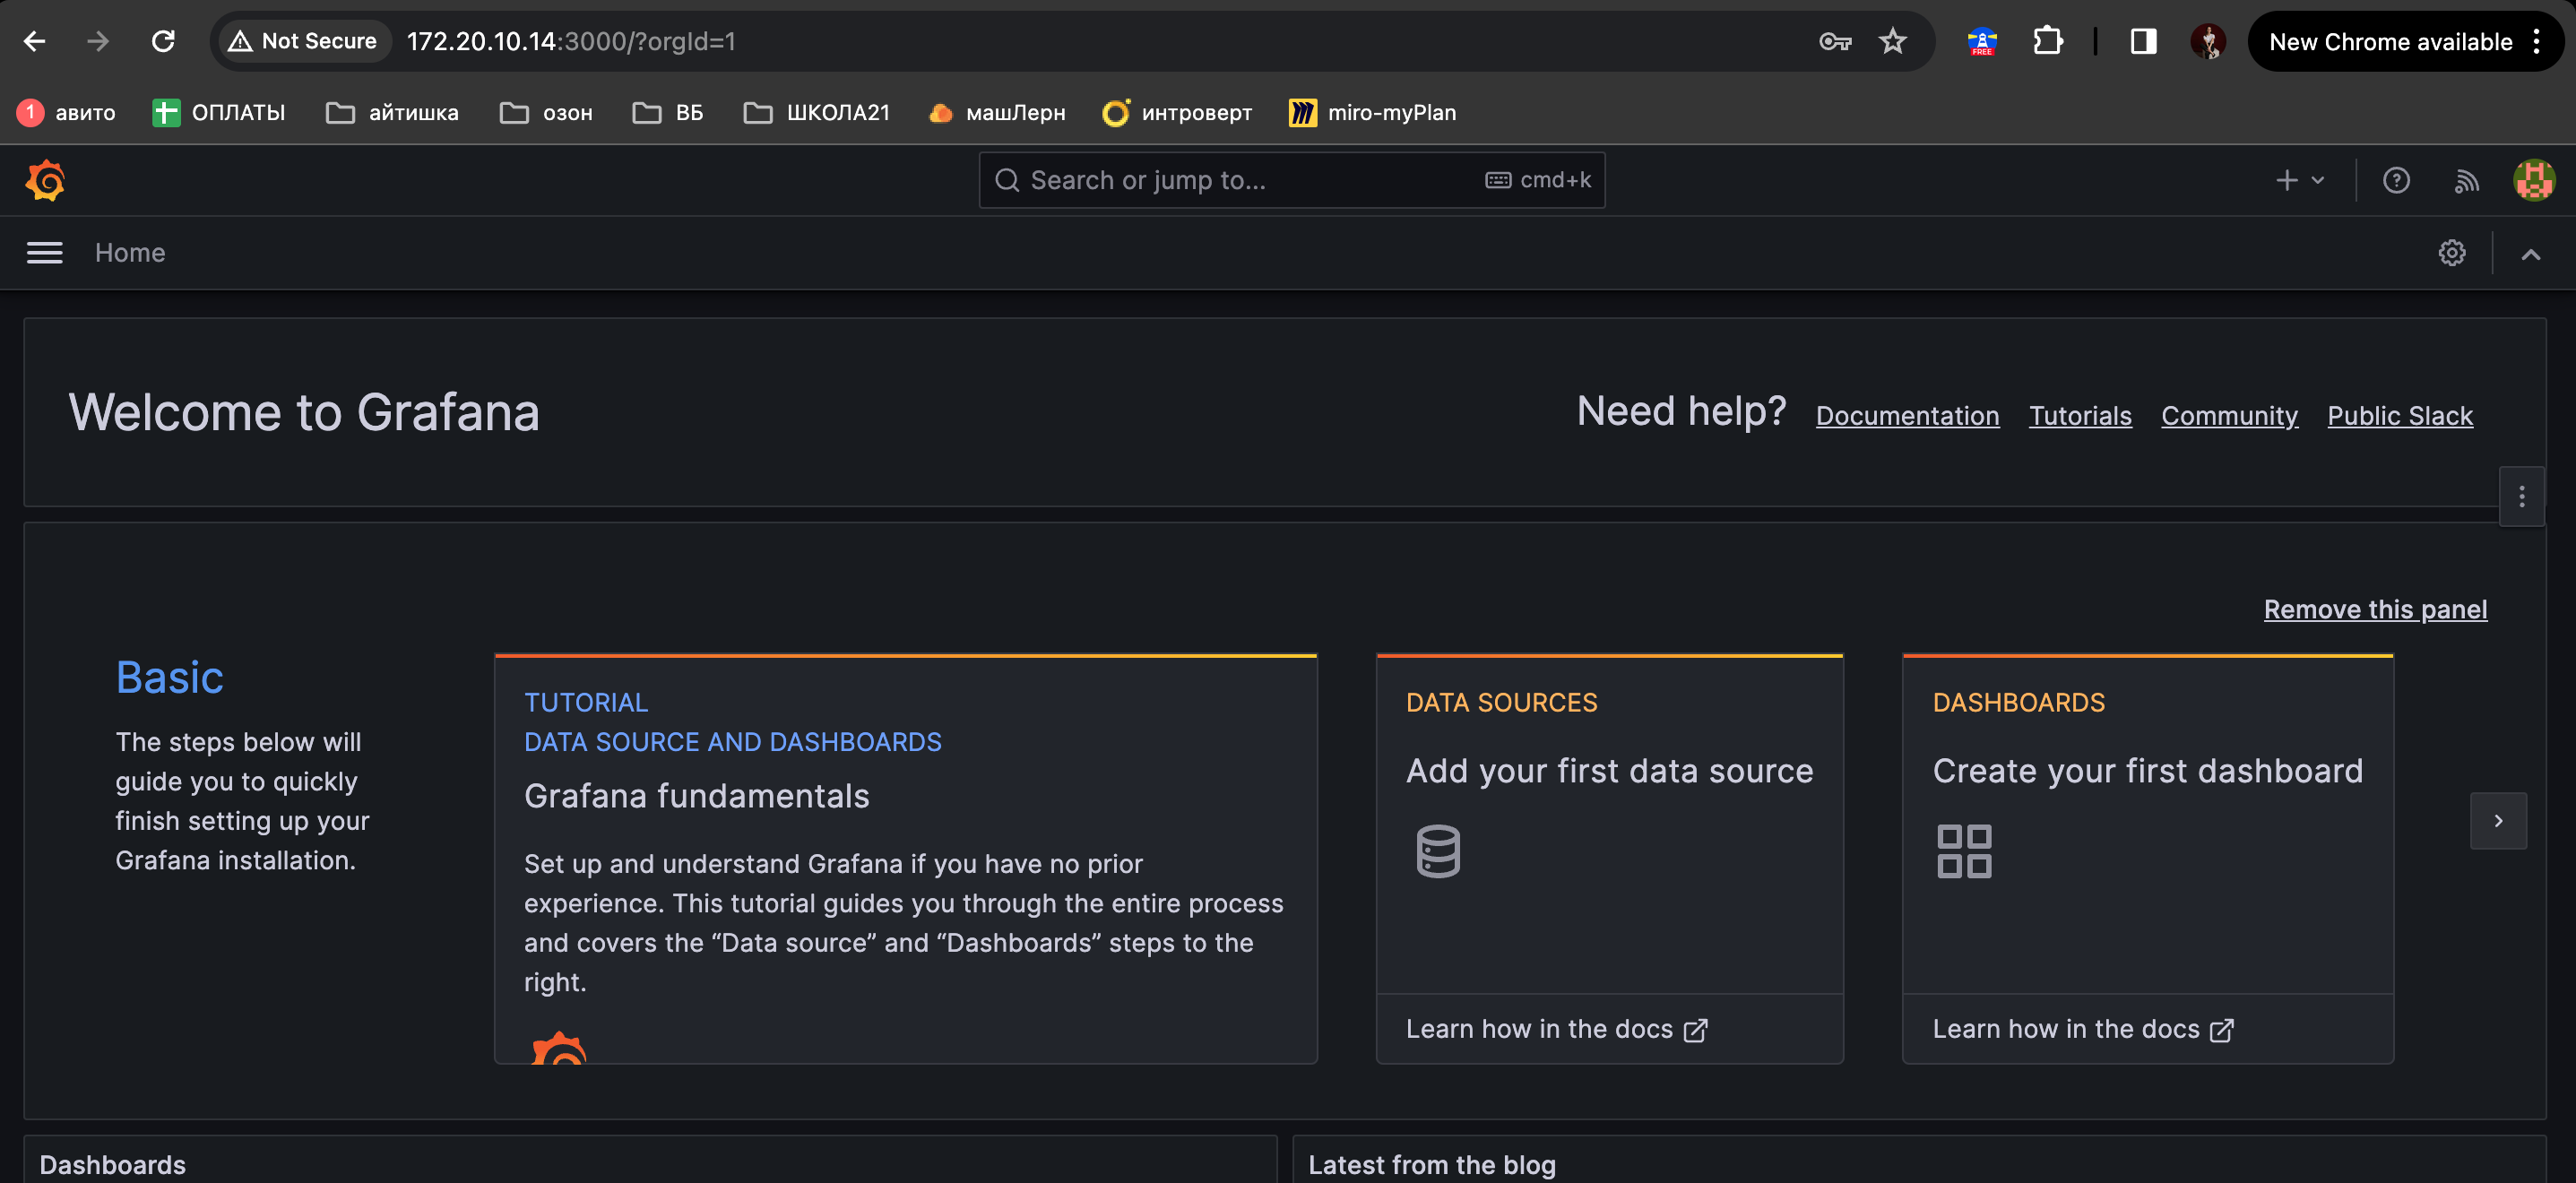 Not Secure 172.20.10.14:3000/?orgId=1 FREE New Chrome available
1 авито ОПЛАТЫ айтишка озон ВБ ШКОЛА21 машЛерн интроверт miro-myPlan
Search or jump to... cmd+k
Home
Welcome to Grafana
Need help? Documentation Tutorials Community Public Slack
Remove this panel
Basic
The steps below will
guide you to quickly
finish setting up your
Grafana installation.
TUTORIAL
DATA SOURCE AND DASHBOARDS
Grafana fundamentals
Set up and understand Grafana if you have no prior
experience. This tutorial guides you through the entire process
and covers the “Data source” and “Dashboards” steps to the
right.
DATA SOURCES
Add your first data source
Learn how in the docs
DASHBOARDS
Create your first dashboard
Learn how in the docs
Dashboards
Latest from the blog